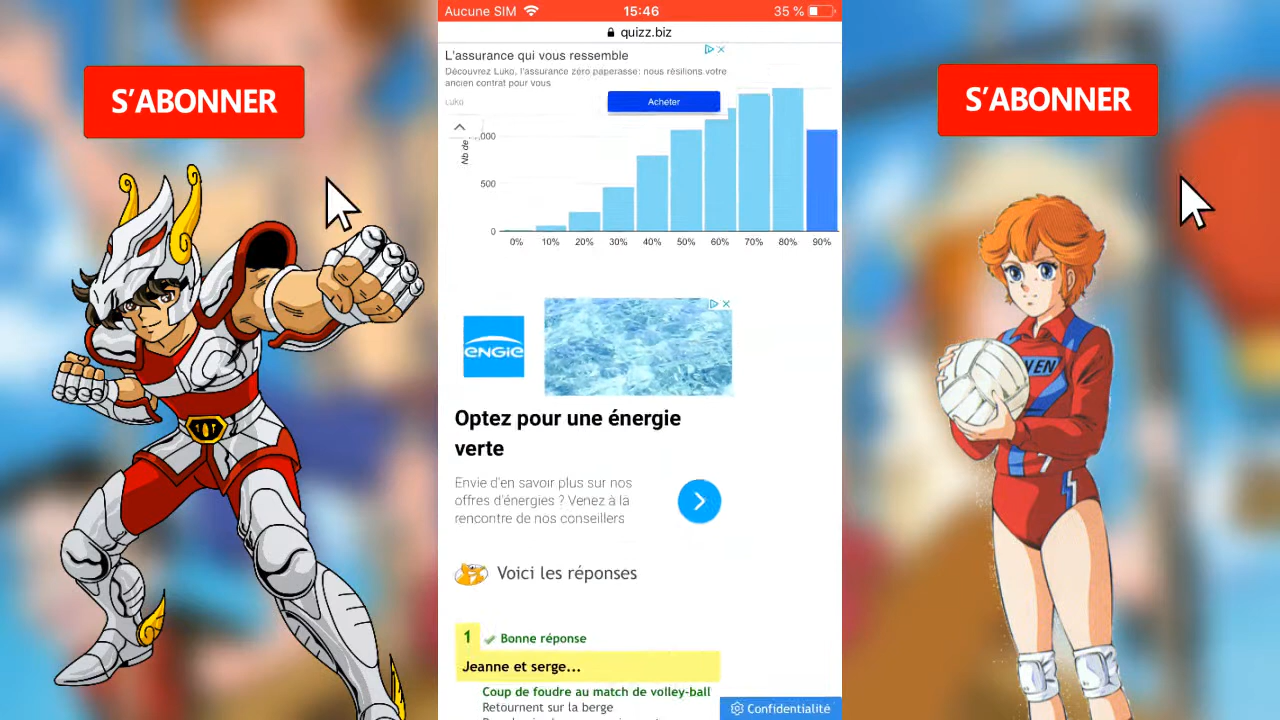 S'ABONNER
Aucune SIM
15:46
35 %
quizz.biz
L'assurance qui vous ressemble
Découvrez Luko, l'assurance zéro paperasse: nous résilions votre
ancien contrat pour vous
Luko
Acheter
Nb de
,000
500
0
0% 10% 20% 30% 40% 50% 60% 70% 80% 90%
ENGIE
Optez pour une énergie
verte
Envie d'en savoir plus sur nos
offres d'énergies ? Venez à la
rencontre de nos conseillers
Voici les réponses
1 Bonne réponse
Jeanne et serge...
Coup de foudre au match de volley-ball
Retournent sur la berge
Confidentialité
S'ABONNER